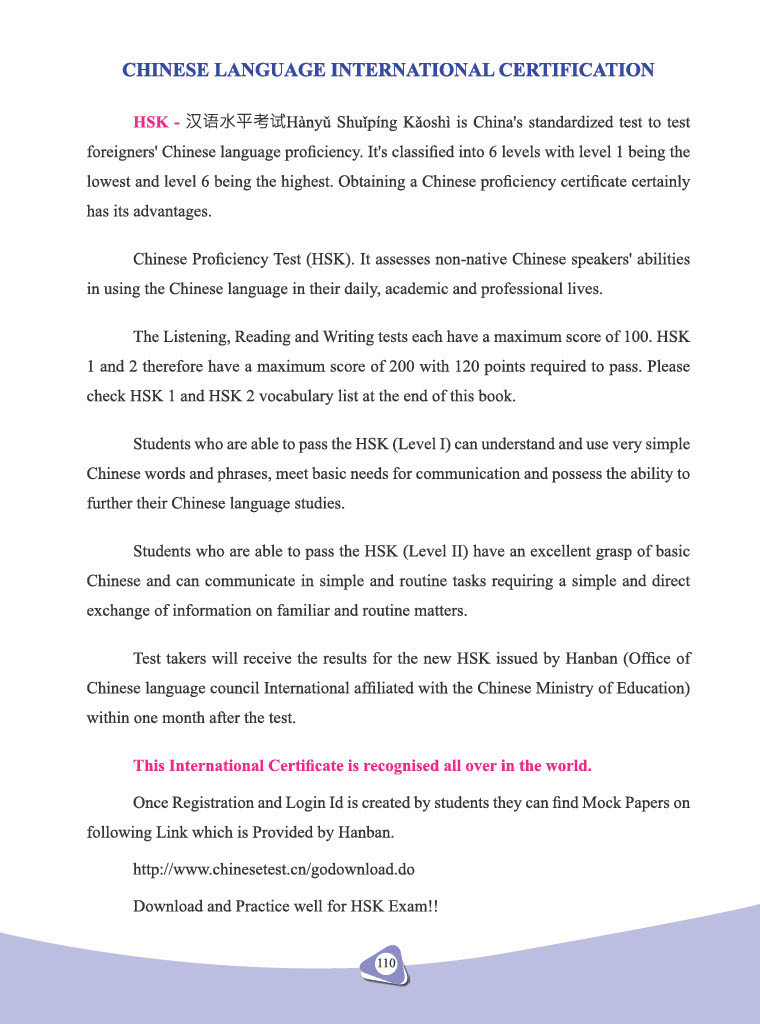 CHINESE LANGUAGE INTERNATIONAL CERTIFICATION
HSK - 汉语水平考试Hànyǔ Shuǐpíng Kǎoshì is China's standardized test to test
foreigners' Chinese language proficiency. It's classified into 6 levels with level 1 being the
lowest and level 6 being the highest. Obtaining a Chinese proficiency certificate certainly
has its advantages.
Chinese Proficiency Test (HSK). It assesses non-native Chinese speakers' abilities
in using the Chinese language in their daily, academic and professional lives.
The Listening, Reading and Writing tests each have a maximum score of 100. HSK
1 and 2 therefore have a maximum score of 200 with 120 points required to pass. Please
check HSK 1 and HSK 2 vocabulary list at the end of this book.
Students who are able to pass the HSK (Level I) can understand and use very simple
Chinese words and phrases, meet basic needs for communication and possess the ability to
further their Chinese language studies.
Students who are able to pass the HSK (Level II) have an excellent grasp of basic
Chinese and can communicate in simple and routine tasks requiring a simple and direct
exchange of information on familiar and routine matters.
Test takers will receive the results for the new HSK issued by Hanban (Office of
Chinese language council International affiliated with the Chinese Ministry of Education)
within one month after the test.
This International Certificate is recognised all over in the world.
Once Registration and Login Id is created by students they can find Mock Papers on
following Link which is Provided by Hanban.
http://www.chinesetest.cn/godownload.do
Download and Practice well for HSK Exam!!
110